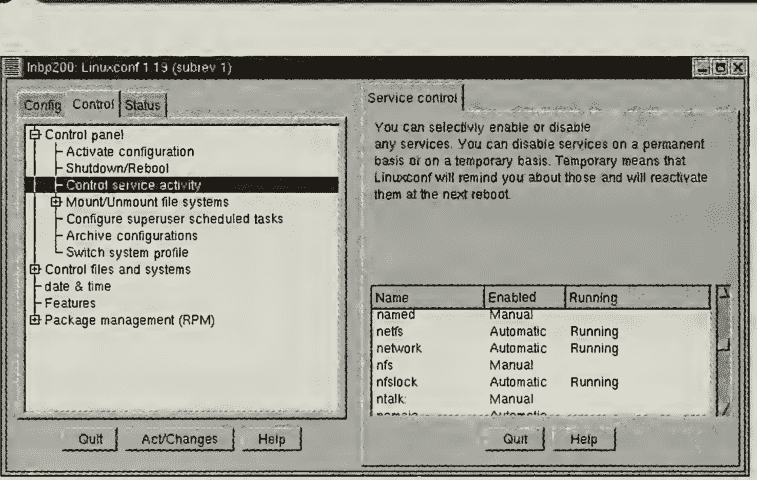 lnbp200: Linuxconf 1.19 (subrev 1)
Config Control Status
Control panel
Activate configuration
Shutdown/Reboot
Control service activity
Mount/Unmount file systems
Configure superuser scheduled tasks
Archive configurations
Switch system profile
Control files and systems
date & time
Features
Package management (RPM)
Quit Act/Changes Help
Service control
You can selectivly enable or disable
any services. You can disable services on a permanent
basis or on a temporary basis. Temporary means that
Linuxconf will remind you about those and will reactivate
them at the next reboot.
Name Enabled Running
named Manual
netfs Automatic Running
network Automatic Running
nfs Manual
nfslock Automatic Running
ntalk Manual
Automatic
Quit Help